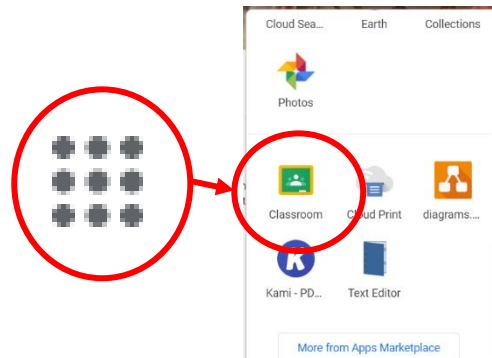 Cloud Sea... Earth Collections
Photos
Classroom Cloud Print diagrams....
K
Kami - PD... Text Editor
More from Apps Marketplace